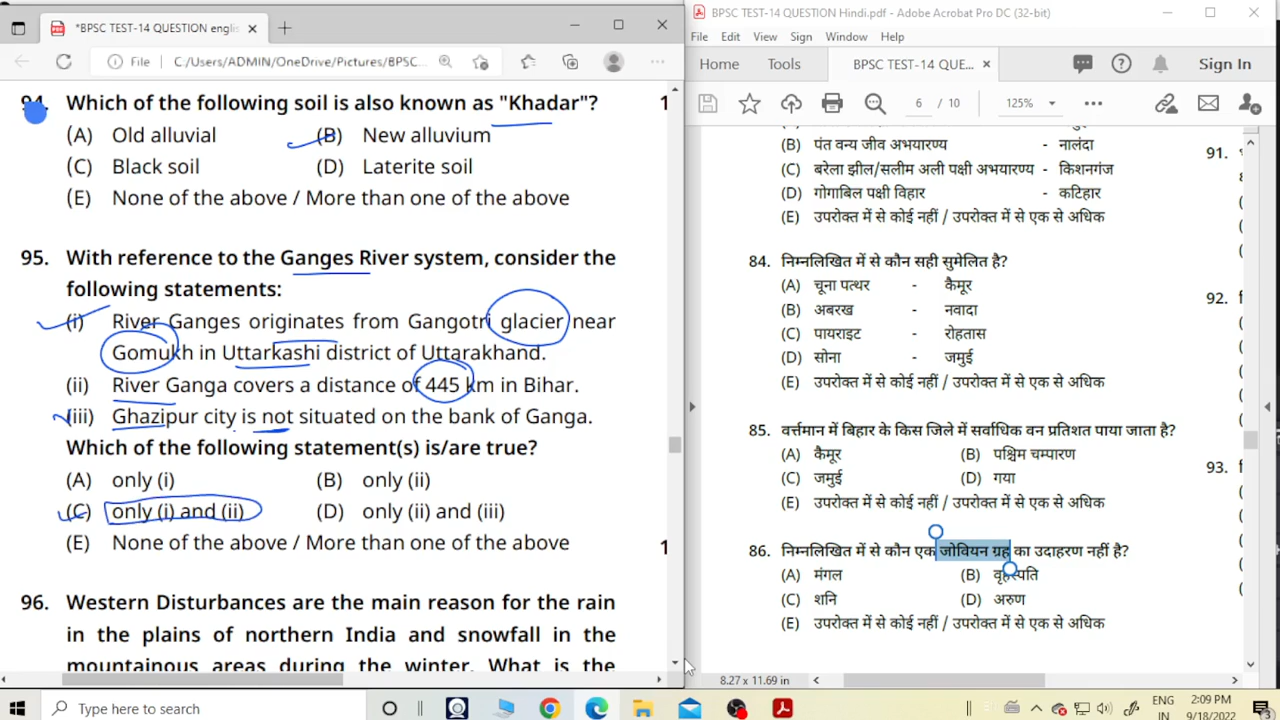 *BPSC TEST-14 QUESTION engli
File C:/Users/ADMIN/OneDrive/Pictures/BPSC
94. Which of the following soil is also known as "Khadar"?
(A) Old alluvial (B) New alluvium
(C) Black soil (D) Laterite soil
(E) None of the above / More than one of the above
95. With reference to the Ganges River system, consider the
following statements:
(i) River Ganges originates from Gangotri glacier near
Gomukh in Uttarkashi district of Uttarakhand.
(ii) River Ganga covers a distance of 445 km in Bihar.
(iii) Ghazipur city is not situated on the bank of Ganga.
Which of the following statement(s) is/are true?
(A) only (i) (B) only (ii)
(C) only (i) and (ii) (D) only (ii) and (iii)
(E) None of the above / More than one of the above
96. Western Disturbances are the main reason for the rain
in the plains of northern India and snowfall in the
mountainous areas during the winter. What is the
1
1
BPSC TEST-14 QUESTION Hindi.pdf - Adobe Acrobat Pro DC (32-bit)
File Edit View Sign Window Help
Home Tools BPSC TEST-14 QUE... Sign In
6 / 10 125%
(B) पंत वन्य जीव अभयारण्य - नालंदा
(C) बरेला झील/सलीम अली पक्षी अभयारण्य - किशनगंज
(D) गोगाबिल पक्षी विहार - कटिहार
(E) उपरोक्त में से कोई नहीं / उपरोक्त में से एक से अधिक
84. निम्नलिखित में से कौन सही सुमेलित है?
(A) चूना पत्थर - कैमूर
(B) अबरख - नवादा
(C) पायराइट - रोहतास
(D) सोना - जमुई
(E) उपरोक्त में से कोई नहीं / उपरोक्त में से एक से अधिक
85. वर्त्तमान में बिहार के किस जिले में सर्वाधिक वन प्रतिशत पाया जाता है?
(A) कैमूर (B) पश्चिम चम्पारण
(C) जमुई (D) गया
(E) उपरोक्त में से कोई नहीं / उपरोक्त में से एक से अधिक
86. निम्नलिखित में से कौन एक जोवियन ग्रह का उदाहरण नहीं है?
(A) मंगल (B) वृहस्पति
(C) शनि (D) अरुण
(E) उपरोक्त में से कोई नहीं / उपरोक्त में से एक से अधिक
91.
92.
93.
8.27 x 11.69 in
Type here to search
ENG
IN
2:09 PM
9/18/2022